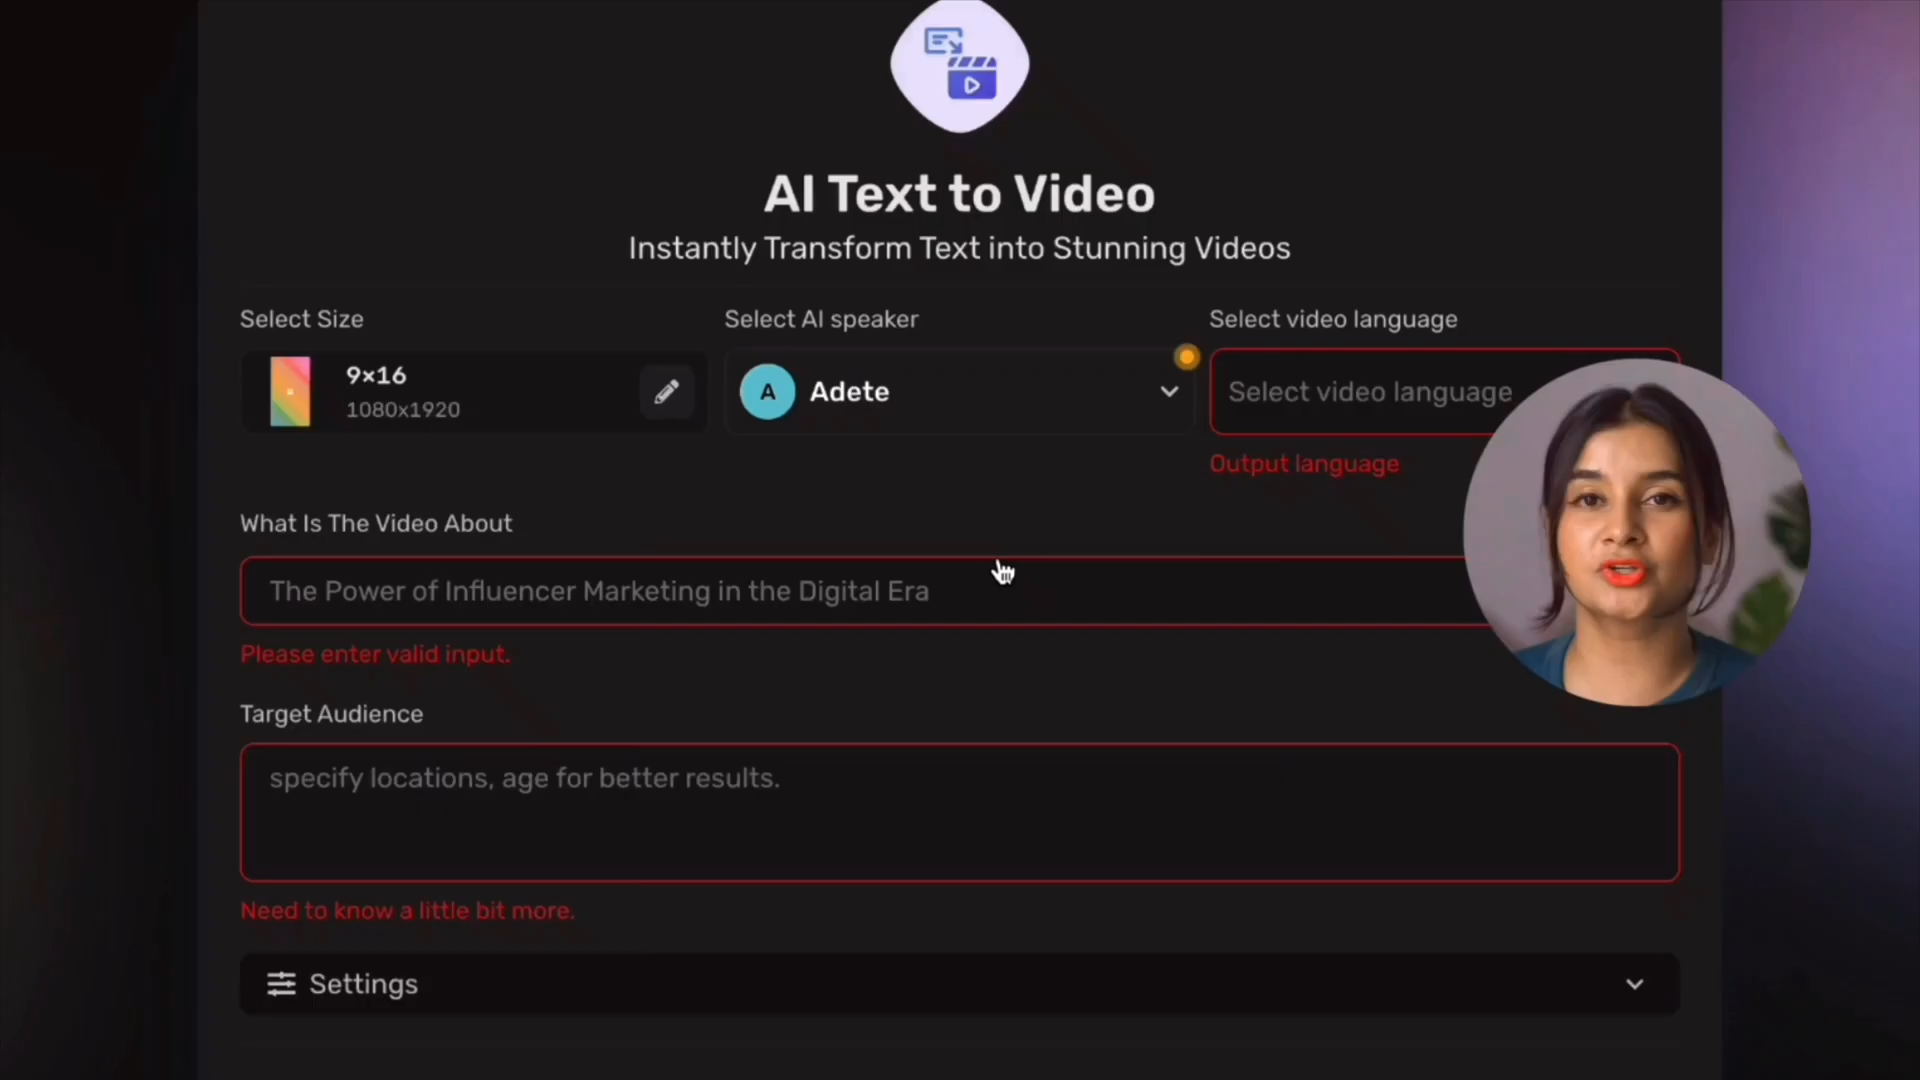 AI Text to Video
Instantly Transform Text into Stunning Videos
Select Size
Select AI speaker
Select video language
9×16
1080x1920
A
Adete
Select video language
Output language
What Is The Video About
The Power of Influencer Marketing in the Digital Era
Please enter valid input.
Target Audience
specify locations, age for better results.
Need to know a little bit more.
Settings